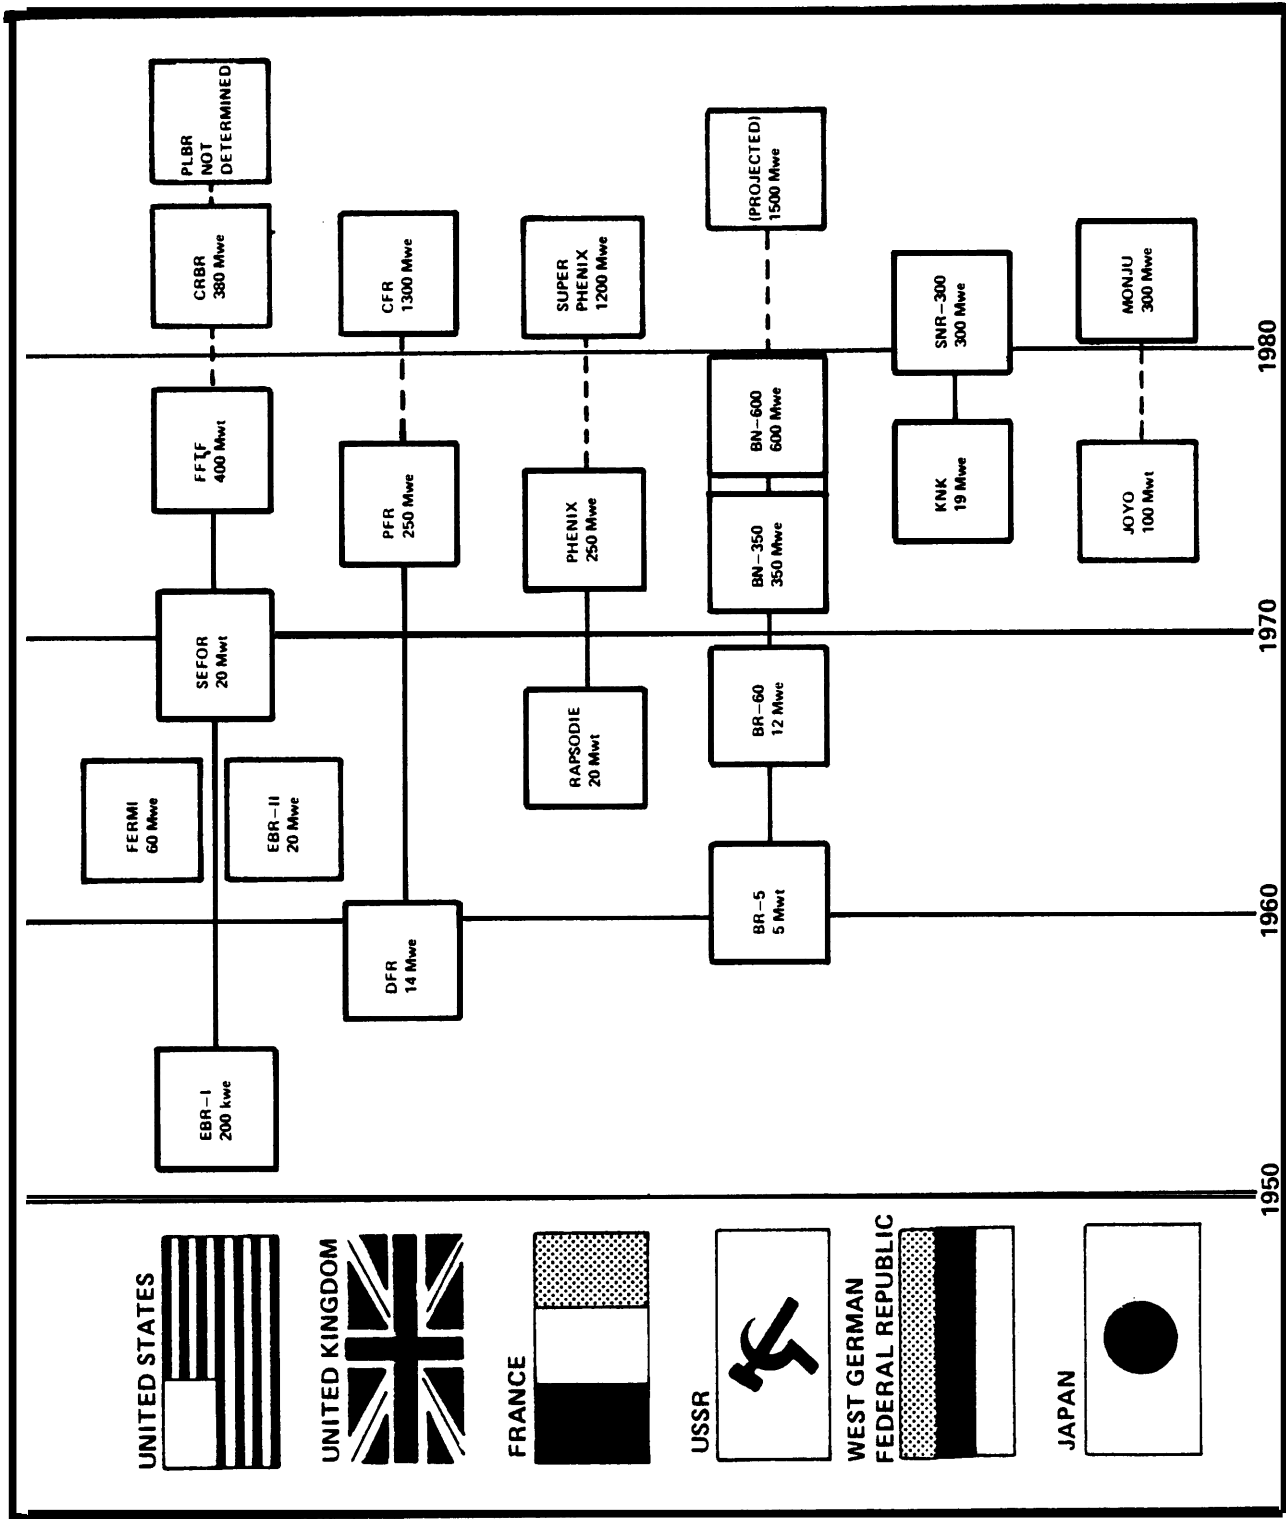 UNITED STATES
EBR–I
200 kwe
FERMI
60 Mwe
EBR–II
20 Mwe
SEFOR
20 Mwt
FFTF
400 Mwt
CRBR
380 Mwe
PLBR
NOT
DETERMINED
UNITED KINGDOM
DFR
14 Mwe
PFR
250 Mwe
CFR
1300 Mwe
FRANCE
RAPSODIE
20 Mwt
PHENIX
250 Mwe
SUPER
PHENIX
1200 Mwe
USSR
BR–5
5 Mwt
BR–60
12 Mwe
BN–350
350 Mwe
BN–600
600 Mwe
(PROJECTED)
1500 Mwe
WEST GERMAN
FEDERAL REPUBLIC
KNK
19 Mwe
SNR–300
300 Mwe
JAPAN
JOYO
100 Mwt
MONJU
300 Mwe
1950
1960
1970
1980